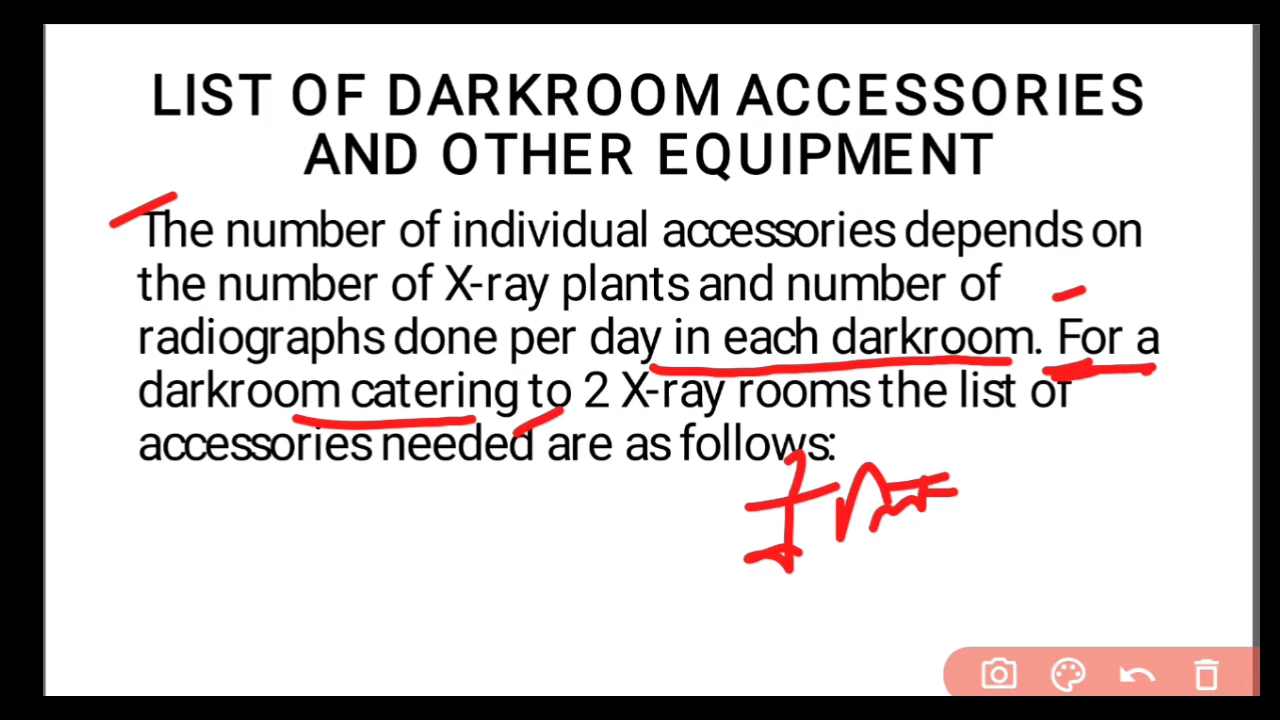 LIST OF DARKROOM ACCESSORIES
AND OTHER EQUIPMENT
The number of individual accessories depends on
the number of X-ray plants and number of
radiographs done per day in each darkroom. For a
darkroom catering to 2 X-ray rooms the list of
accessories needed are as follows: